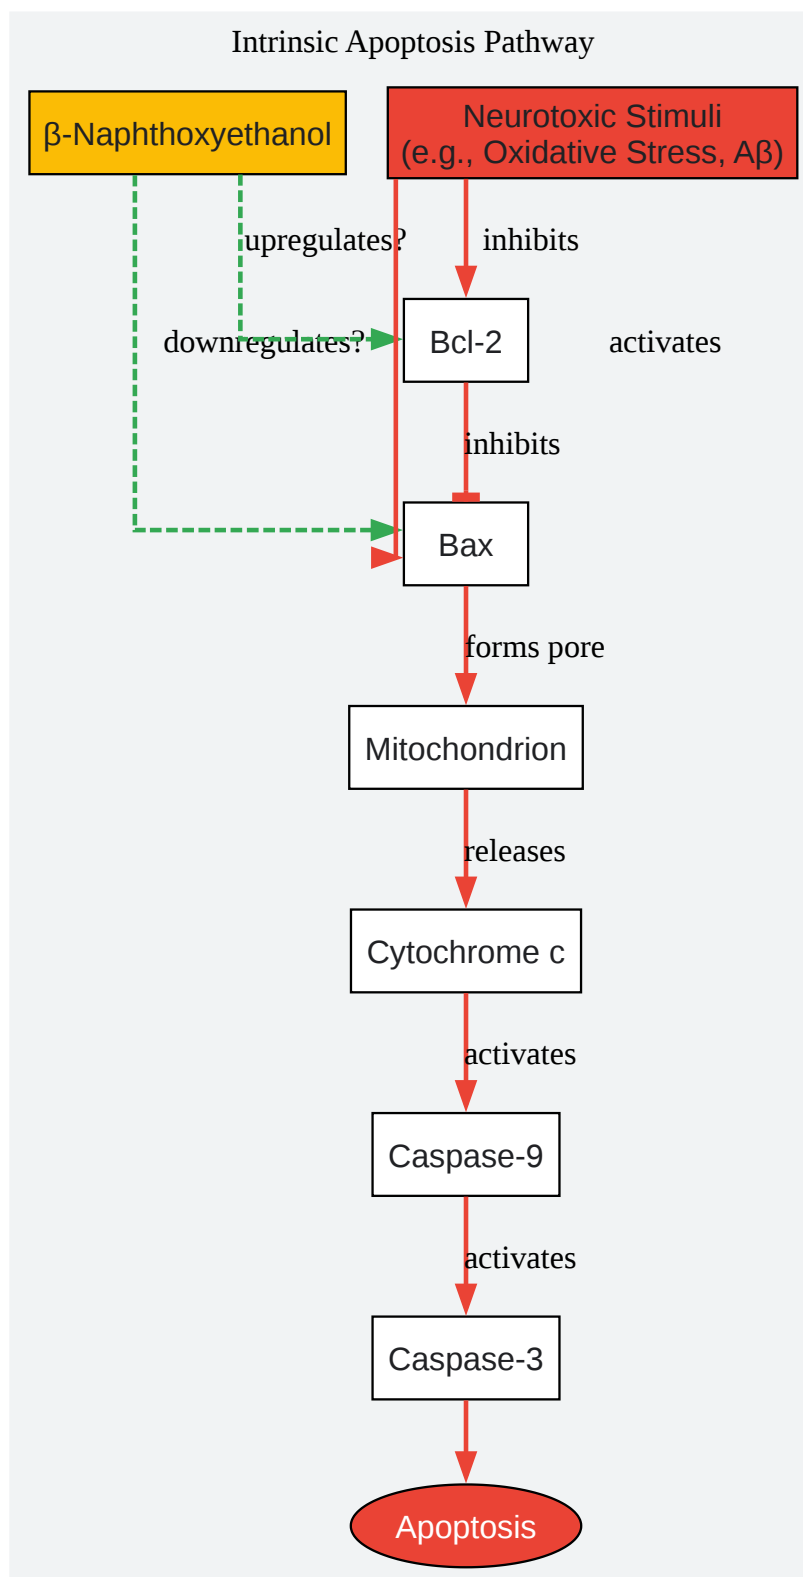 Intrinsic Apoptosis Pathway
β-Naphthoxyethanol
Neurotoxic Stimuli
(e.g., Oxidative Stress, Aβ)
upregulates?
inhibits
downregulates?
Bcl-2
activates
inhibits
Bax
forms pore
Mitochondrion
releases
Cytochrome c
activates
Caspase-9
activates
Caspase-3
Apoptosis